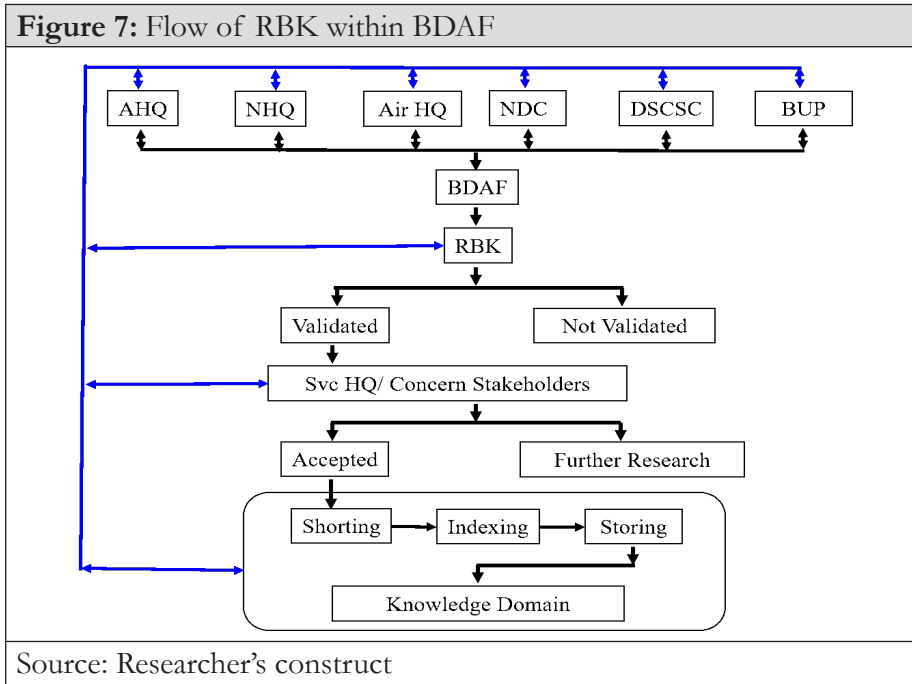 Figure 7: Flow of RBK within BDAF
AHQ NHQ Air HQ NDC DSCSC BUP
BDAF
RBK
Validated Not Validated
Svc HQ/ Concern Stakeholders
Accepted Further Research
Shorting Indexing Storing
Knowledge Domain
Source: Researcher's construct